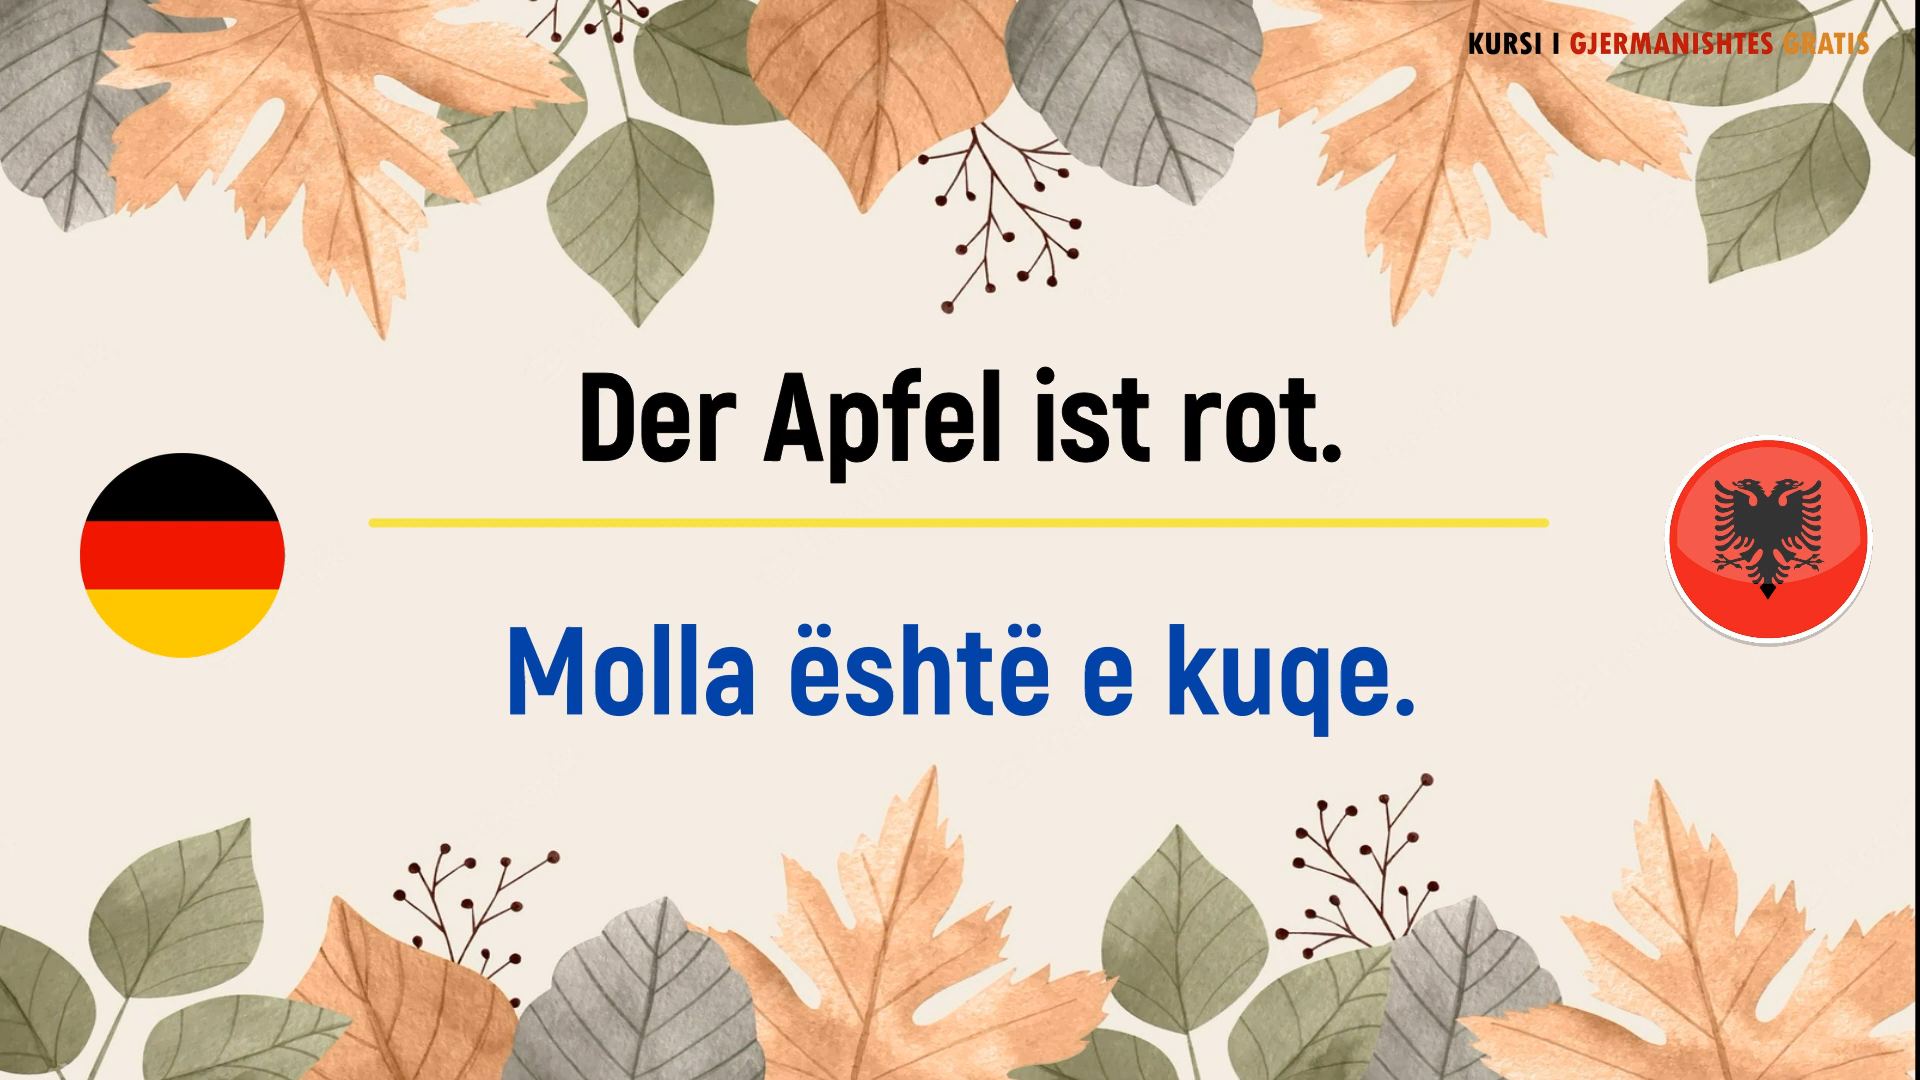 KURSI I GJERMANISHTES GRATIS
Der Apfel ist rot.
Molla është e kuqe.